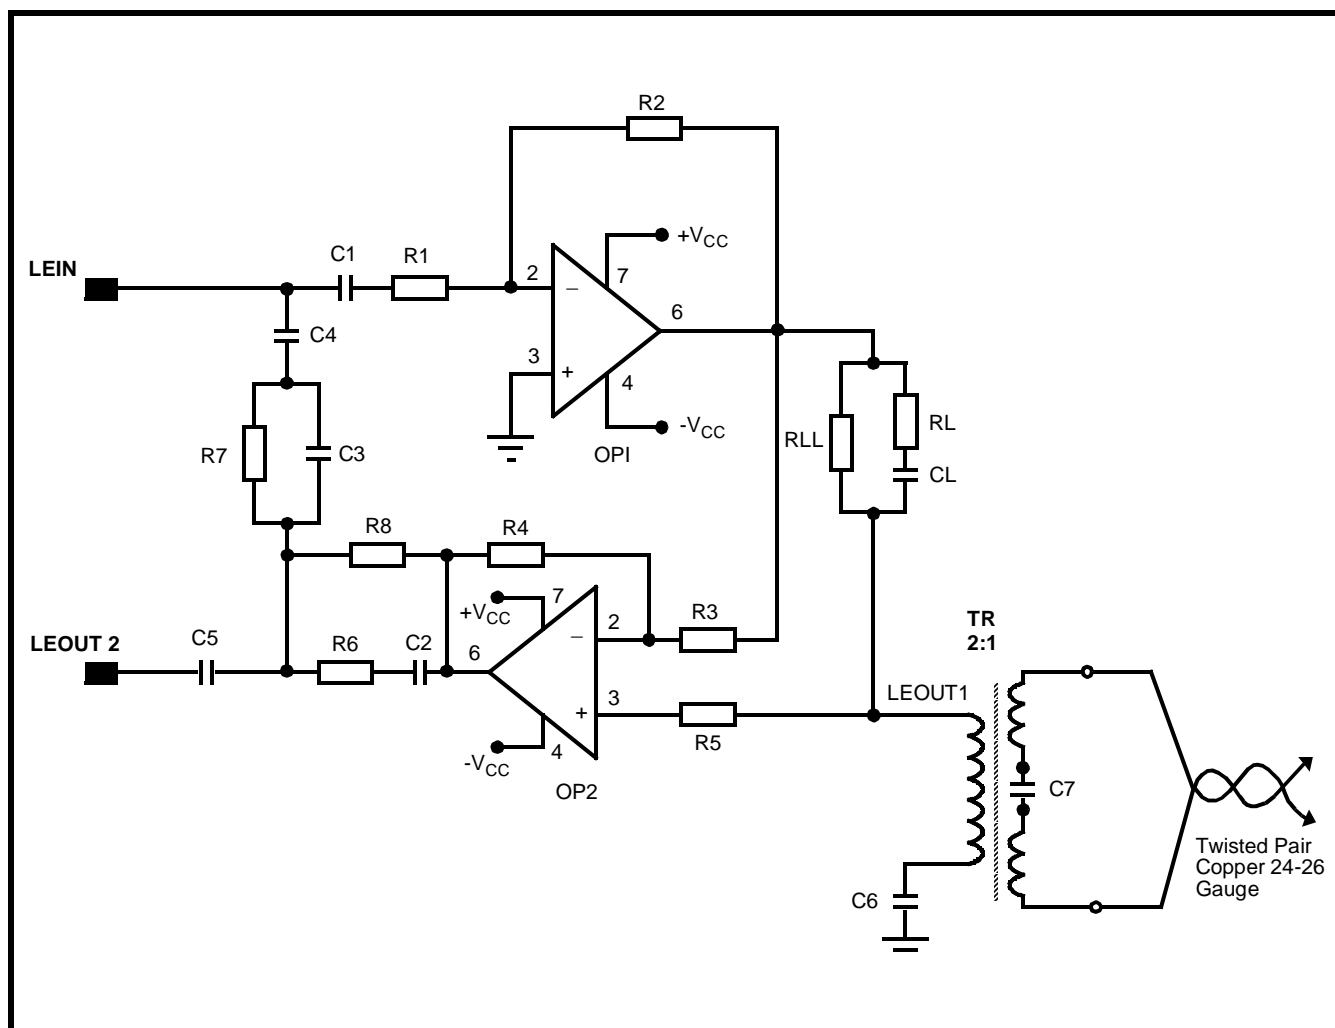 R2
+VCC
LEIN
C1
R1
2
7
−
6
C4
3
+
4
-VCC
OPI
R7
C3
RLL
RL
CL
R8
R4
+VCC
7
2
R3
TR
2:1
LEOUT 2
C5
R6
C2
6
−
3
+
LEOUT1
R5
-VCC
4
OP2
C7
Twisted Pair
Copper 24-26
Gauge
C6